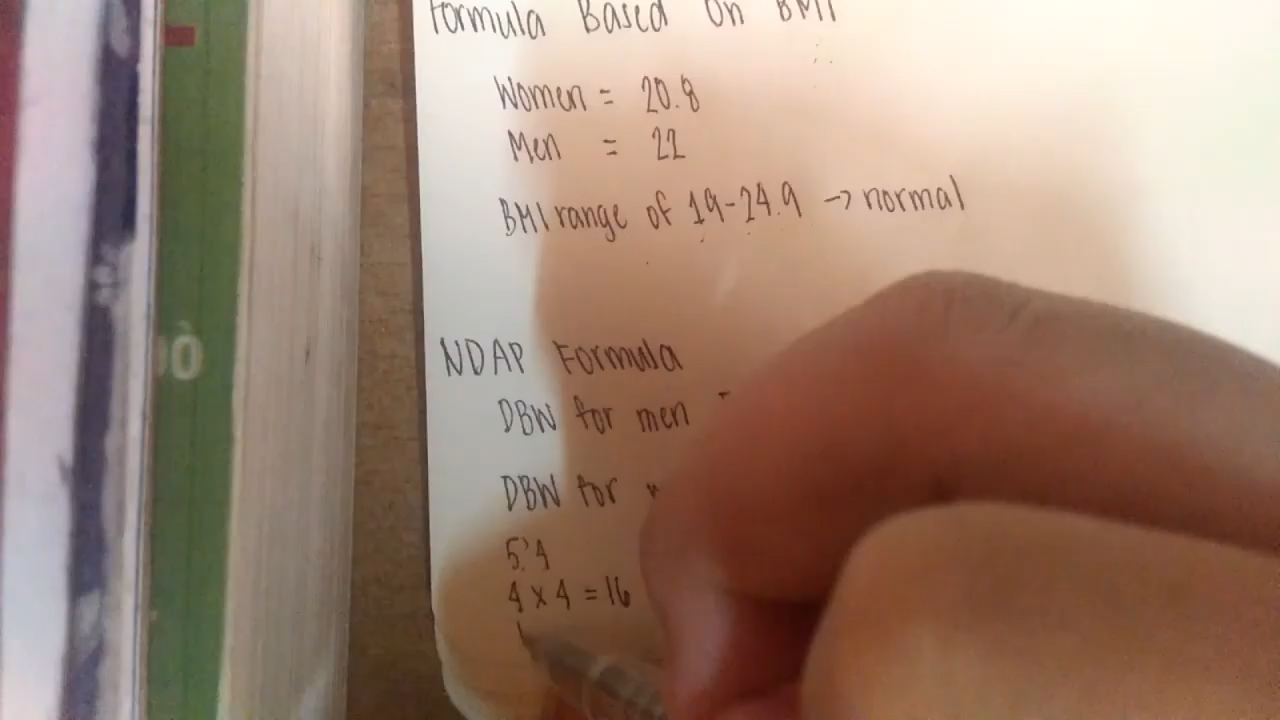 Formula Based On BMI
Women = 20.8
Men = 22
BMI range of 19-24.9 → normal
NDAP Formula
DBW for men
DBW for
5'4
4 x 4 = 16